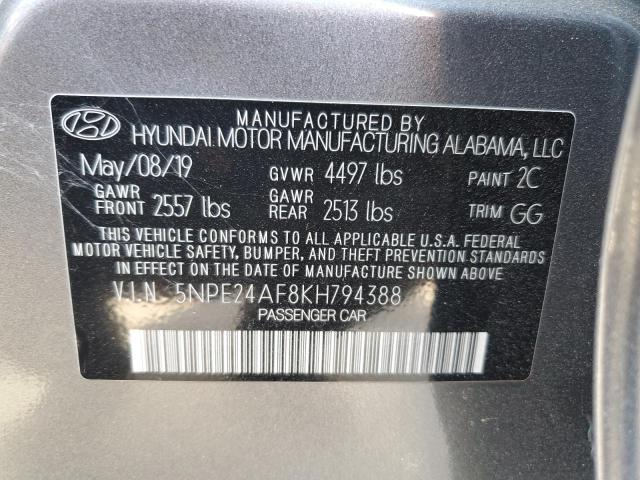 MANUFACTURED BY
HYUNDAI MOTOR MANUFACTURING ALABAMA, LLC
May/08/19 GVWR 4497 lbs PAINT 2C
GAWR FRONT 2557 lbs GAWR REAR 2513 lbs TRIM GG
THIS VEHICLE CONFORMS TO ALL APPLICABLE U.S.A. FEDERAL
MOTOR VEHICLE SAFETY, BUMPER, AND THEFT PREVENTION STANDARDS
IN EFFECT ON THE DATE OF MANUFACTURE SHOWN ABOVE
V.I.N. 5NPE24AF8KH794388
PASSENGER CAR